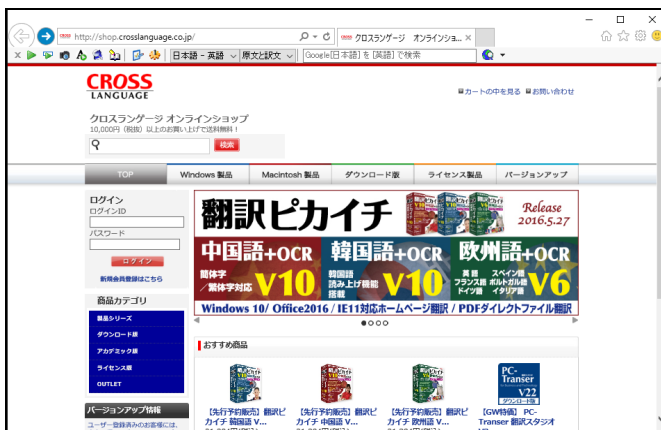 http://shop.crosslanguage.co.jp/
クロスランゲージ オンラインショ...
日本語 - 英語
原文と訳文
Google[日本語] を [英語] で検索
CROSS
LANGUAGE
カートの中を見る お問い合わせ
クロスランゲージ オンラインショップ
10,000円（税抜）以上のお買い上げで送料無料！
検索
TOP
Windows 製品
Macintosh 製品
ダウンロード版
ライセンス製品
バージョンアップ
ログイン
ログインID
パスワード
ログイン
新規会員登録はこちら
商品カテゴリ
製品シリーズ
ダウンロード版
アカデミック版
ライセンス版
OUTLET
バージョンアップ情報
ユーザー登録済みのお客様には、
翻訳ピカイチ
Release
2016.5.27
中国語+OCR
簡体字
／繁体字対応
V10
韓国語+OCR
韓国語
読み上げ機能
搭載
V10
欧州語+OCR
英語 スペイン語
フランス語 ポルトガル語
ドイツ語 イタリア語
V6
Windows 10/ Office2016 / IE11対応ホームページ翻訳 / PDFダイレクトファイル翻訳
おすすめ商品
【先行予約販売】翻訳ピ
カイチ 韓国語 V...
【先行予約販売】翻訳ピ
カイチ 中国語 V...
【先行予約販売】翻訳ピ
カイチ 欧州語 V...
PC-
Transer
翻訳スタジオ
V22
ダウンロード版
【GW特価】 PC-
Transer 翻訳スタジオ